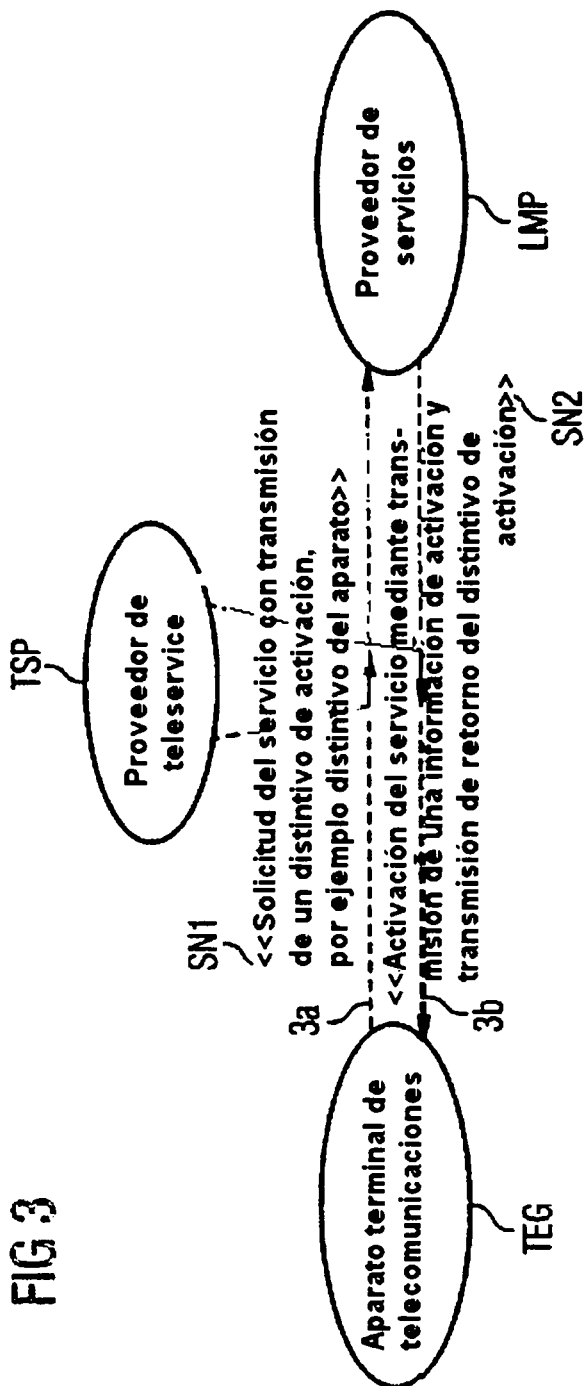 FIG 3
TSP
Proveedor de
teleservice
SN1
<<Solicitud del servicio con transmisión
de un distintivo de activación,
por ejemplo distintivo del aparato>>
3a
Aparato terminal de
telecomunicaciones
TEG
Proveedor de
servicios
LMP
<<Activación del servicio mediante trans-
misión de una información de activación y
transmisión de retorno del distintivo de
activación>>
3b
SN2